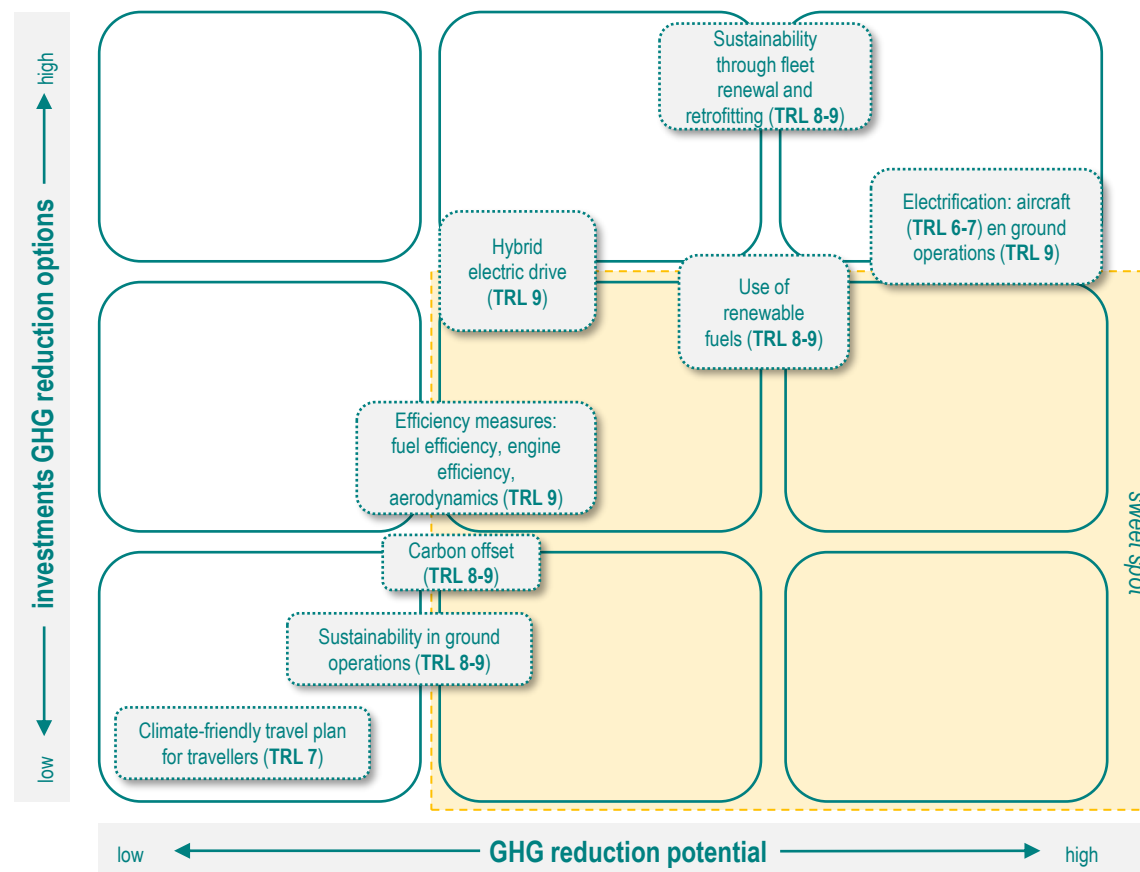 high
investments GHG reduction options
low
Sustainability
through fleet
renewal and
retrofitting (TRL 8-9)
Electrification: aircraft
(TRL 6-7) en ground
operations (TRL 9)
Hybrid
electric drive
(TRL 9)
Use of
renewable
fuels (TRL 8-9)
Efficiency measures:
fuel efficiency, engine
efficiency,
aerodynamics (TRL 9)
sweet spot
Carbon offset
(TRL 8-9)
Sustainability in ground
operations (TRL 8-9)
Climate-friendly travel plan
for travellers (TRL 7)
low
GHG reduction potential
high